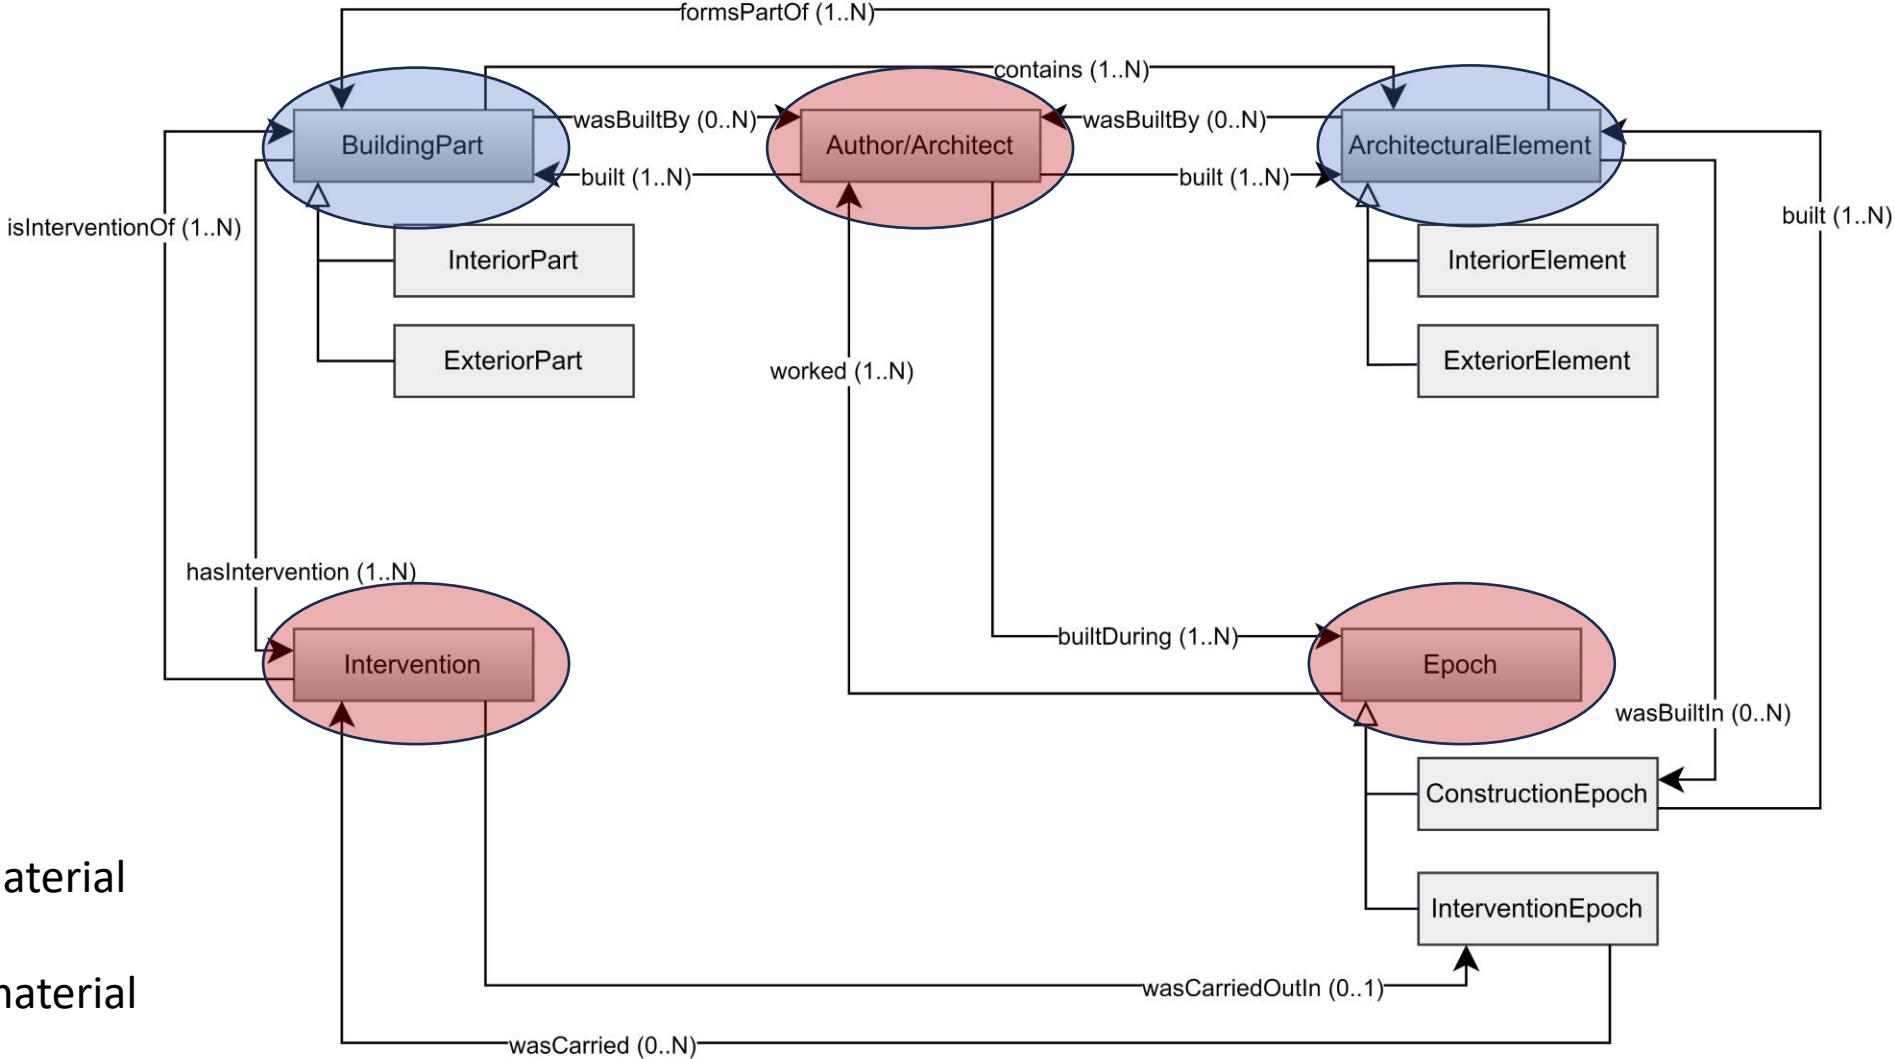 formsPartOf (1..N)
contains (1..N)
wasBuiltBy (0..N)
wasBuiltBy (0..N)
BuildingPart
Author/Architect
ArchitecturalElement
built (1..N)
built (1..N)
built (1..N)
isInterventionOf (1..N)
InteriorPart
InteriorElement
ExteriorPart
ExteriorElement
worked (1..N)
hasIntervention (1..N)
builtDuring (1..N)
Intervention
Epoch
wasBuiltIn (0..N)
ConstructionEpoch
aterial
InterventionEpoch
wasCarriedOutIn (0..1)
naterial
wasCarried (0..N)